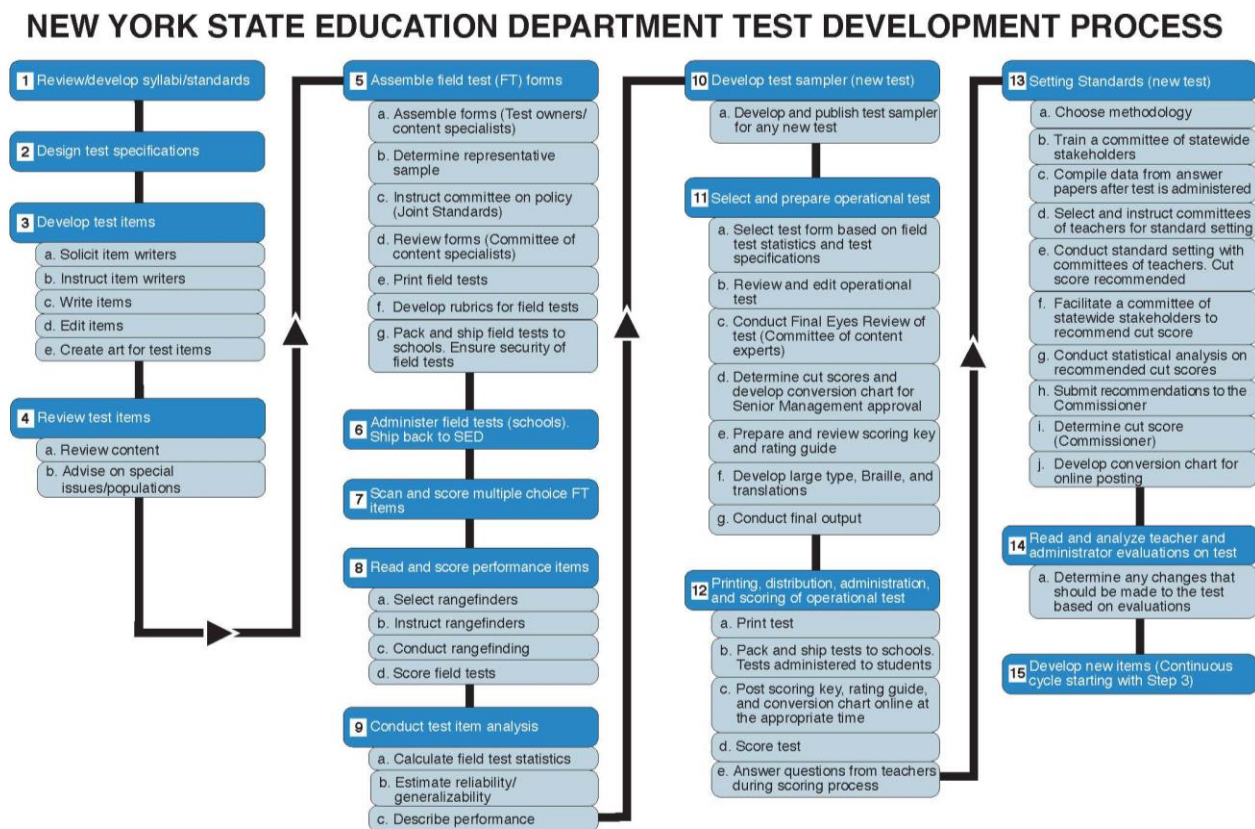 NEW YORK STATE EDUCATION DEPARTMENT TEST DEVELOPMENT PROCESS
1 Review/develop syllabi/standards
2 Design test specifications
3 Develop test items
a. Solicit item writers
b. Instruct item writers
c. Write items
d. Edit items
e. Create art for test items
4 Review test items
a. Review content
b. Advise on special
issues/populations
5 Assemble field test (FT) forms
a. Assemble forms (Test owners/
content specialists)
b. Determine representative
sample
c. Instruct committee on policy
(Joint Standards)
d. Review forms (Committee of
content specialists)
e. Print field tests
f. Develop rubrics for field tests
g. Pack and ship field tests to
schools. Ensure security of
field tests
6 Administer field tests (schools).
Ship back to SED
7 Scan and score multiple choice FT
items
8 Read and score performance items
a. Select rangefinders
b. Instruct rangefinders
c. Conduct rangefinding
d. Score field tests
9 Conduct test item analysis
a. Calculate field test statistics
b. Estimate reliability/
generalizability
c. Describe performance
10 Develop test sampler (new test)
a. Develop and publish test sampler
for any new test
11 Select and prepare operational test
a. Select test form based on field
test statistics and test
specifications
b. Review and edit operational
test
c. Conduct Final Eyes Review of
test (Committee of content
experts)
d. Determine cut scores and
develop conversion chart for
Senior Management approval
e. Prepare and review scoring key
and rating guide
f. Develop large type, Braille, and
translations
g. Conduct final output
12 Printing, distribution, administration,
and scoring of operational test
a. Print test
b. Pack and ship tests to schools.
Tests administered to students
c. Post scoring key, rating guide,
and conversion chart online at
the appropriate time
d. Score test
e. Answer questions from teachers
during scoring process
13 Setting Standards (new test)
a. Choose methodology
b. Train a committee of statewide
stakeholders
c. Compile data from answer
papers after test is administered
d. Select and instruct committees
of teachers for standard setting
e. Conduct standard setting with
committees of teachers. Cut
score recommended
f. Facilitate a committee of
statewide stakeholders to
recommend cut score
g. Conduct statistical analysis on
recommended cut scores
h. Submit recommendations to the
Commissioner
i. Determine cut score
(Commissioner)
j. Develop conversion chart for
online posting
14 Read and analyze teacher and
administrator evaluations on test
a. Determine any changes that
should be made to the test
based on evaluations
15 Develop new items (Continuous
cycle starting with Step 3)